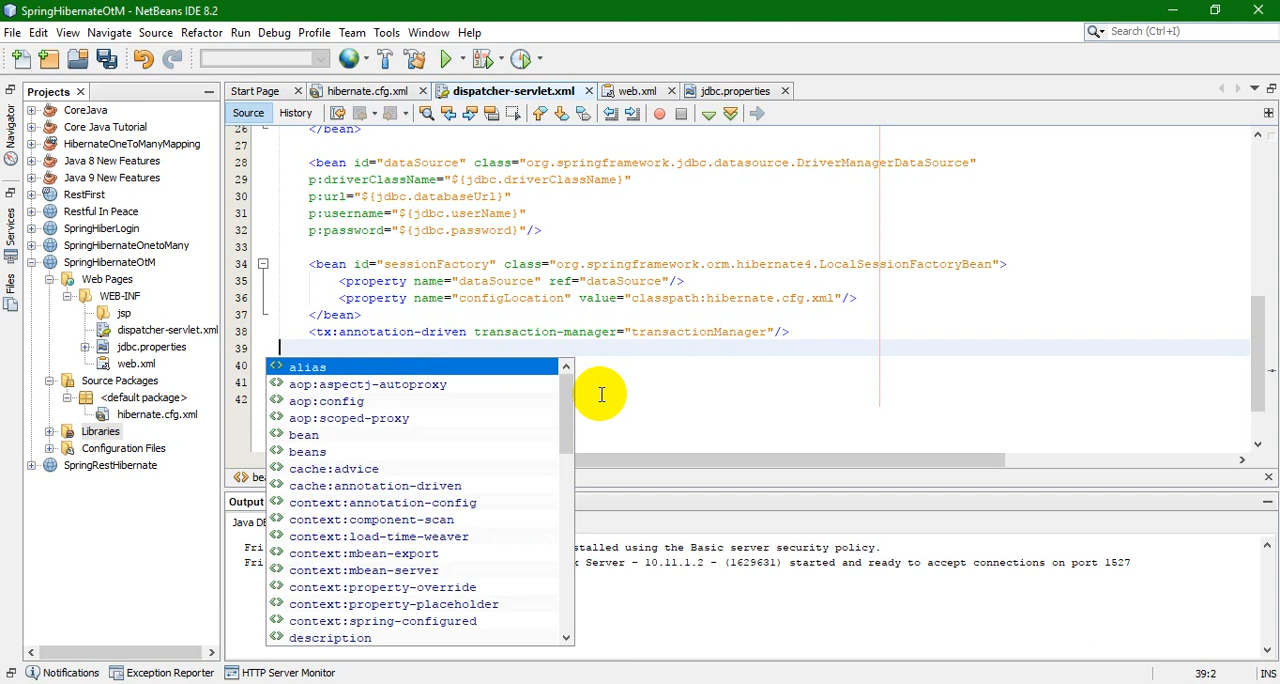 SpringHibernateOtM - NetBeans IDE 8.2
File Edit View Navigate Source Refactor Run Debug Profile Team Tools Window Help
Search (Ctrl+I)
Projects
Start Page
hibernate.cfg.xml
dispatcher-servlet.xml
web.xml
jdbc.properties
Source
History
Navigator
Services
Files
CoreJava
Core Java Tutorial
HibernateOneToManyMapping
Java 8 New Features
Java 9 New Features
RestFirst
Restful In Peace
SpringHiberLogin
SpringHibernateOnetoMany
SpringHibernateOtM
Web Pages
WEB-INF
jsp
dispatcher-servlet.xml
jdbc.properties
web.xml
Source Packages
<default package>
hibernate.cfg.xml
Libraries
Configuration Files
SpringRestHibernate
26 </bean>
27
28 <bean id="dataSource" class="org.springframework.jdbc.datasource.DriverManagerDataSource"
29 p:driverClassName="${jdbc.driverClassName}"
30 p:url="${jdbc.databaseUrl}"
31 p:username="${jdbc.userName}"
32 p:password="${jdbc.password}"/>
33
34 <bean id="sessionFactory" class="org.springframework.orm.hibernate4.LocalSessionFactoryBean">
35 <property name="dataSource" ref="dataSource"/>
36 <property name="configLocation" value="classpath:hibernate.cfg.xml"/>
37 </bean>
38 <tx:annotation-driven transaction-manager="transactionManager"/>
39
40
41
42
alias
aop:aspectj-autoproxy
aop:config
aop:scoped-proxy
bean
beans
cache:advice
cache:annotation-driven
context:annotation-config
context:component-scan
context:load-time-weaver
context:mbean-export
context:mbean-server
context:property-override
context:property-placeholder
context:spring-configured
description
bea
Output
Java DE
Fri
stalled using the Basic server security policy.
Fri
k Server - 10.11.1.2 - (1629631) started and ready to accept connections on port 1527
Notifications
Exception Reporter
HTTP Server Monitor
39:2
INS